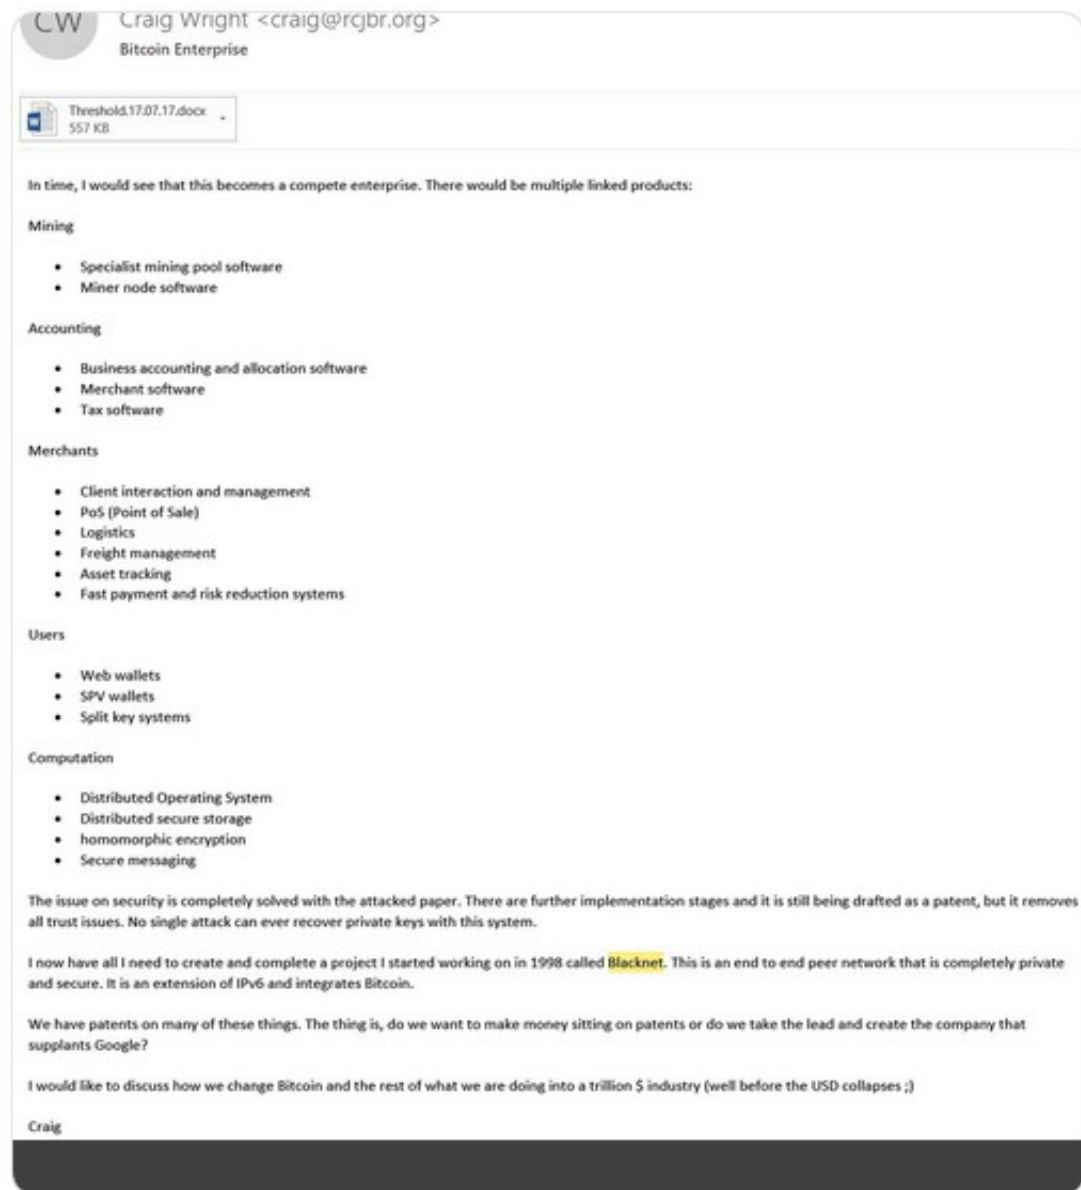 CW
Craig Wright <craig@rcjbr.org>
Bitcoin Enterprise
Threshold.17.07.17.docx
557 KB
In time, I would see that this becomes a compete enterprise. There would be multiple linked products:
Mining
• Specialist mining pool software
• Miner node software
Accounting
• Business accounting and allocation software
• Merchant software
• Tax software
Merchants
• Client interaction and management
• PoS (Point of Sale)
• Logistics
• Freight management
• Asset tracking
• Fast payment and risk reduction systems
Users
• Web wallets
• SPV wallets
• Split key systems
Computation
• Distributed Operating System
• Distributed secure storage
• homomorphic encryption
• Secure messaging
The issue on security is completely solved with the attacked paper. There are further implementation stages and it is still being drafted as a patent, but it removes
all trust issues. No single attack can ever recover private keys with this system.
I now have all I need to create and complete a project I started working on in 1998 called Blacknet. This is an end to end peer network that is completely private
and secure. It is an extension of IPv6 and integrates Bitcoin.
We have patents on many of these things. The thing is, do we want to make money sitting on patents or do we take the lead and create the company that
supplants Google?
I would like to discuss how we change Bitcoin and the rest of what we are doing into a trillion $ industry (well before the USD collapses ;)
Craig